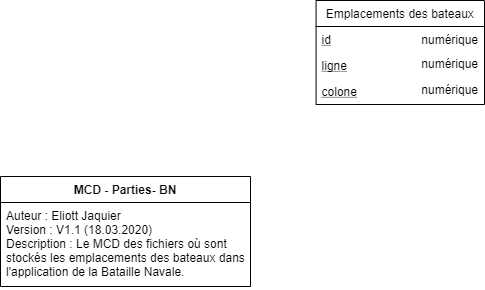 Emplacements des bateaux
id numérique
ligne numérique
colone numérique
MCD - Parties- BN
Auteur : Eliott Jaquier
Version : V1.1 (18.03.2020)
Description : Le MCD des fichiers où sont
stockés les emplacements des bateaux dans
l'application de la Bataille Navale.